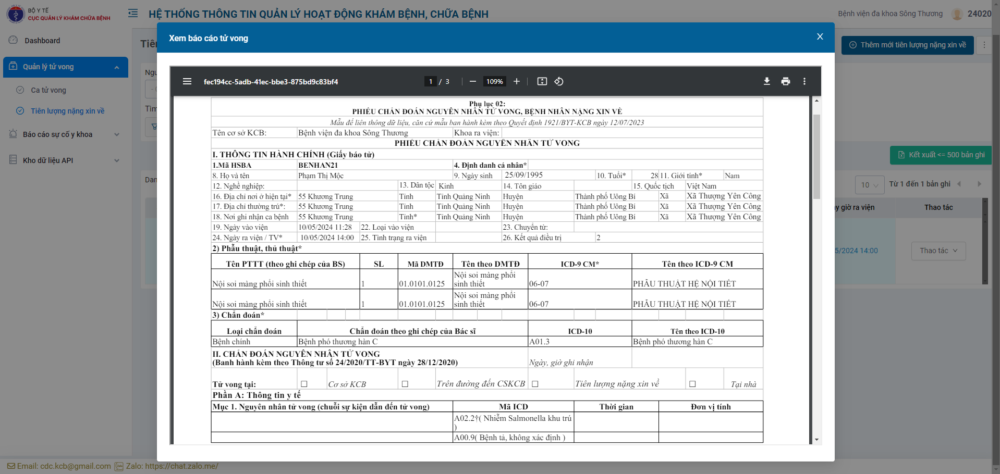 BỘ Y TẾ
CỤC QUẢN LÝ KHÁM CHỮA BỆNH
HỆ THỐNG THÔNG TIN QUẢN LÝ HOẠT ĐỘNG KHÁM BỆNH, CHỮA BỆNH
Bệnh viện đa khoa Sông Thương
24020
Dashboard
Quản lý tử vong
Ca tử vong
Tiên lượng nặng xin về
Báo cáo sự cố y khoa
Kho dữ liệu API
Thêm mới tiên lượng nặng xin về
Kết xuất <= 500 bản ghi
10
Từ 1 đến 1 bản ghi
giờ ra viện
Thao tác
5/2024 14:00
Thao tác
Xem báo cáo tử vong
X
fec194cc-5adb-41ec-bbe3-875bd9c83bf4
1 / 3
109%
Phụ lục 02:
PHIẾU CHẨN ĐOÁN NGUYÊN NHÂN TỬ VONG, BỆNH NHÂN NẶNG XIN VỀ
Mẫu để liên thông dữ liệu, căn cứ mẫu ban hành kèm theo Quyết định 1921/BYT-KCB ngày 12/07/2023
Tên cơ sở KCB: Bệnh viện đa khoa Sông Thương Khoa ra viện:
PHIẾU CHẨN ĐOÁN NGUYÊN NHÂN TỬ VONG
I. THÔNG TIN HÀNH CHÍNH (Giấy báo tử)
1.Mã HSBA BENHAN21 4. Định danh cá nhân*
8. Họ và tên Phạm Thị Mộc 9. Ngày sinh 25/09/1995 10. Tuổi* 28 11. Giới tính* Nam
12. Nghề nghiệp: 13. Dân tộc Kinh 14. Tôn giáo 15. Quốc tịch Việt Nam
16. Địa chỉ nơi ở hiện tại* 55 Khương Trung Tỉnh Tỉnh Quảng Ninh Huyện Thành phố Uông Bí Xã Xã Thượng Yên Công
17. Địa chỉ thường trú*: 55 Khương Trung Tỉnh Tỉnh Quảng Ninh Huyện Thành phố Uông Bí Xã Xã Thượng Yên Công
18. Nơi ghi nhận ca bệnh 55 Khương Trung Tỉnh* Tỉnh Quảng Ninh Huyện Thành phố Uông Bí Xã Xã Thượng Yên Công
19. Ngày vào viện 10/05/2024 11:28 22. Loại vào viện 23. Chuyển từ:
24. Ngày ra viện / TV* 10/05/2024 14:00 25. Tình trạng ra viện 26. Kết quả điều trị 2
2) Phẫu thuật, thủ thuật*
Tên PTTT (theo ghi chép của BS) SL Mã DMTĐ Tên theo DMTĐ ICD-9 CM* Tên theo ICD-9 CM
Nội soi màng phổi sinh thiết 1 01.0101.0125 Nội soi màng phổi sinh thiết 06-07 PHẪU THUẬT HỆ NỘI TIẾT
Nội soi màng phổi sinh thiết 1 01.0101.0125 Nội soi màng phổi sinh thiết 06-07 PHẪU THUẬT HỆ NỘI TIẾT
3) Chẩn đoán*
Loại chẩn đoán Chẩn đoán theo ghi chép của Bác sĩ ICD-10 Tên theo ICD-10
Bệnh chính Bệnh phó thương hàn C A01.3 Bệnh phó thương hàn C
II. CHẨN ĐOÁN NGUYÊN NHÂN TỬ VONG
(Banh hành kèm theo Thông tư số 24/2020/TT-BYT ngày 28/12/2020) Ngày, giờ ghi nhận
Tử vong tại: ☐ Cơ sở KCB ☐ Trên đường đến CSKCB ☐ Tiên lượng nặng xin về ☐ Tại nhà
Phần A: Thông tin y tế
Mục 1. Nguyên nhân tử vong (chuỗi sự kiện dẫn đến tử vong) Mã ICD Thời gian Đơn vị tính
A02.2†( Nhiễm Salmonella khu trú )
A00.9( Bệnh tả, không xác định )
Email: cdc.kcb@gmail.com Zalo: https://chat.zalo.me/